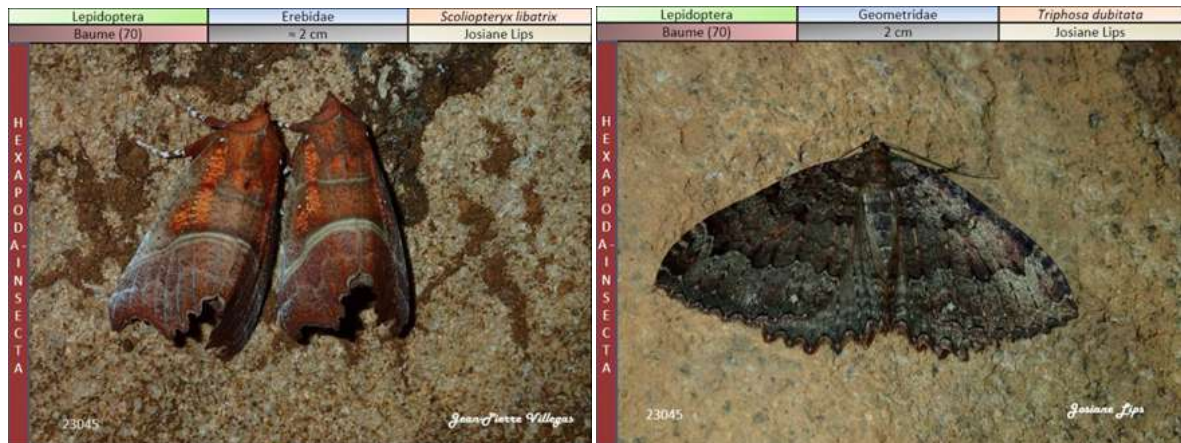 Lepidoptera Erebidae Scoliopteryx libatrix
Baume (70) ≈ 2 cm Josiane Lips
HEXAPODA-INSECTA
23045 Jean-Pierre Villegas
Lepidoptera Geometridae Triphosa dubitata
Baume (70) 2 cm Josiane Lips
HEXAPODA-INSECTA
23045 Josiane Lips